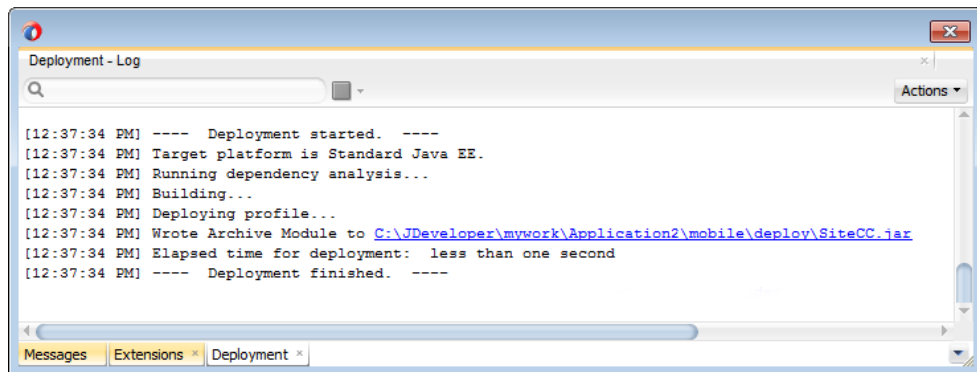 Deployment - Log
Actions
[12:37:34 PM] ----  Deployment started.  ----
[12:37:34 PM] Target platform is Standard Java EE.
[12:37:34 PM] Running dependency analysis...
[12:37:34 PM] Building...
[12:37:34 PM] Deploying profile...
[12:37:34 PM] Wrote Archive Module to C:\JDeveloper\mywork\Application2\mobile\deploy\SiteCC.jar
[12:37:34 PM] Elapsed time for deployment:  less than one second
[12:37:34 PM] ----  Deployment finished.  ----
Messages Extensions Deployment